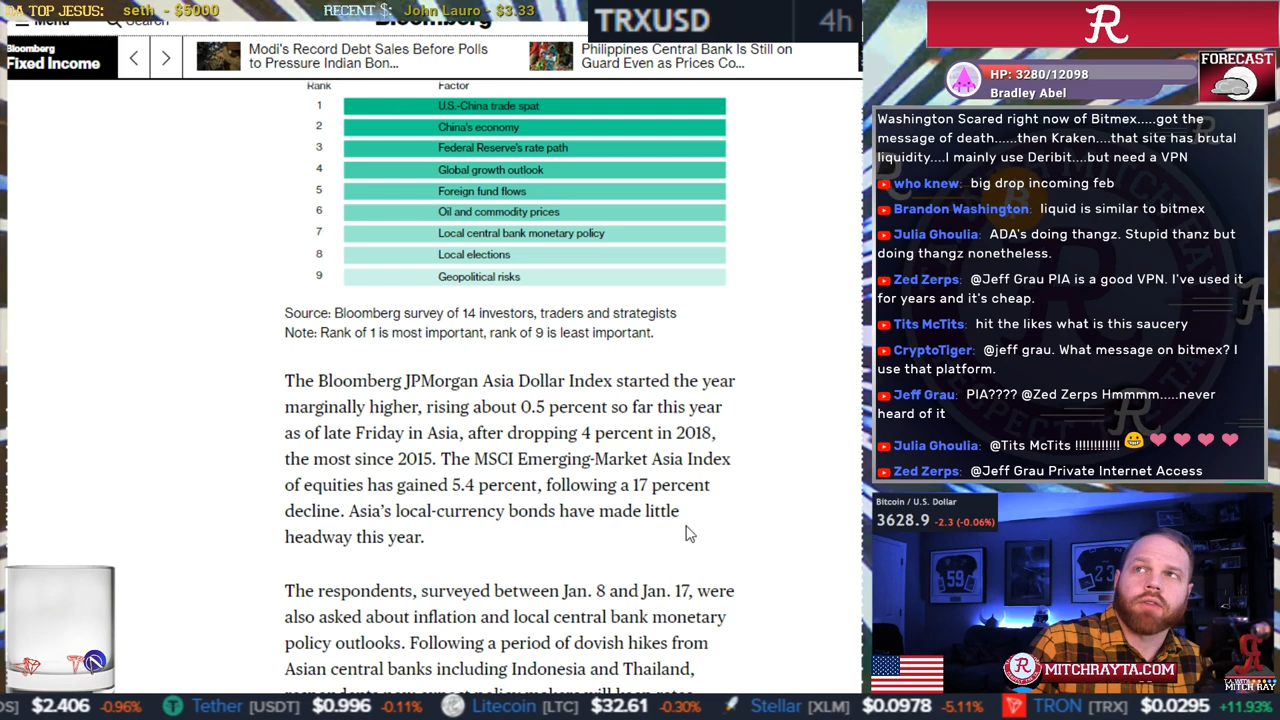 TA TOP JESUS: seth - $5000
RECENT $: John Lauro - $3.33
Menu
Search
Bloomberg
TRXUSD 4h
Bloomberg
Fixed Income
Modi's Record Debt Sales Before Polls
to Pressure Indian Bon...
Philippines Central Bank Is Still on
Guard Even as Prices Co...
Rank Factor
1 U.S.-China trade spat
2 China's economy
3 Federal Reserve's rate path
4 Global growth outlook
5 Foreign fund flows
6 Oil and commodity prices
7 Local central bank monetary policy
8 Local elections
9 Geopolitical risks
Source: Bloomberg survey of 14 investors, traders and strategists
Note: Rank of 1 is most important, rank of 9 is least important.
The Bloomberg JPMorgan Asia Dollar Index started the year
marginally higher, rising about 0.5 percent so far this year
as of late Friday in Asia, after dropping 4 percent in 2018,
the most since 2015. The MSCI Emerging-Market Asia Index
of equities has gained 5.4 percent, following a 17 percent
decline. Asia's local-currency bonds have made little
headway this year.
The respondents, surveyed between Jan. 8 and Jan. 17, were
also asked about inflation and local central bank monetary
policy outlooks. Following a period of dovish hikes from
Asian central banks including Indonesia and Thailand,
R
HP: 3280/12098
Bradley Abel
FORECAST
Washington Scared right now of Bitmex.....got the
message of death......then Kraken....that site has brutal
liquidity....I mainly use Deribit....but need a VPN
who knew: big drop incoming feb
Brandon Washington: liquid is similar to bitmex
Julia Ghoulia: ADA's doing thangz. Stupid thanz but
doing thangz nonetheless.
Zed Zerps: @Jeff Grau PIA is a good VPN. I've used it
for years and it's cheap.
Tits McTits: hit the likes what is this saucery
CryptoTiger: @jeff grau. What message on bitmex? I
use that platform.
Jeff Grau: PIA???? @Zed Zerps Hmmmm.....never
heard of it
Julia Ghoulia: @Tits McTits !!!!!!!!!!!! 😀 ❤ ❤ ❤ ❤
Zed Zerps: @Jeff Grau Private Internet Access
Bitcoin / U.S. Dollar
3628.9 -2.3 (-0.06%)
59
23
R MITCHRAYTA.COM
MITCH RAY
$2.406 -0.96% Tether [USDT] $0.996 -0.11% Litecoin [LTC] $32.61 -0.30% Stellar [XLM] $0.0978 -5.11% TRON [TRX] $0.0295 +11.93%